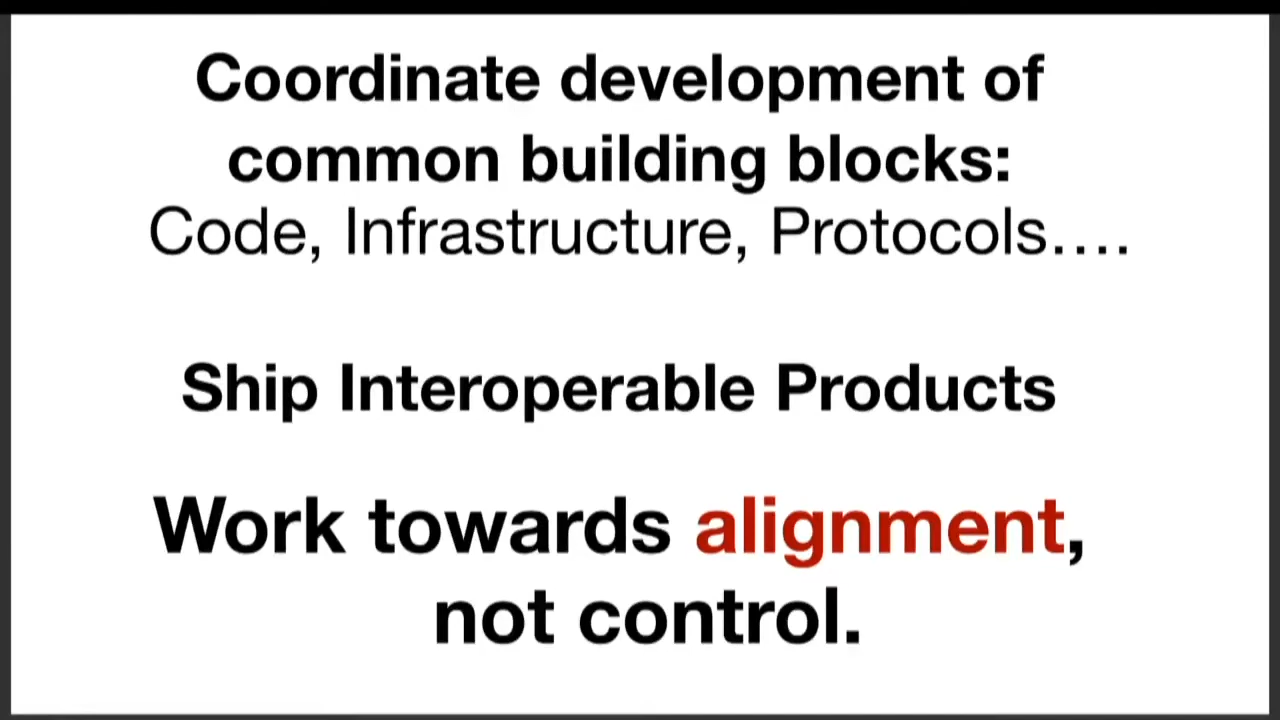 Coordinate development of
common building blocks:
Code, Infrastructure, Protocols….
Ship Interoperable Products
Work towards alignment,
not control.